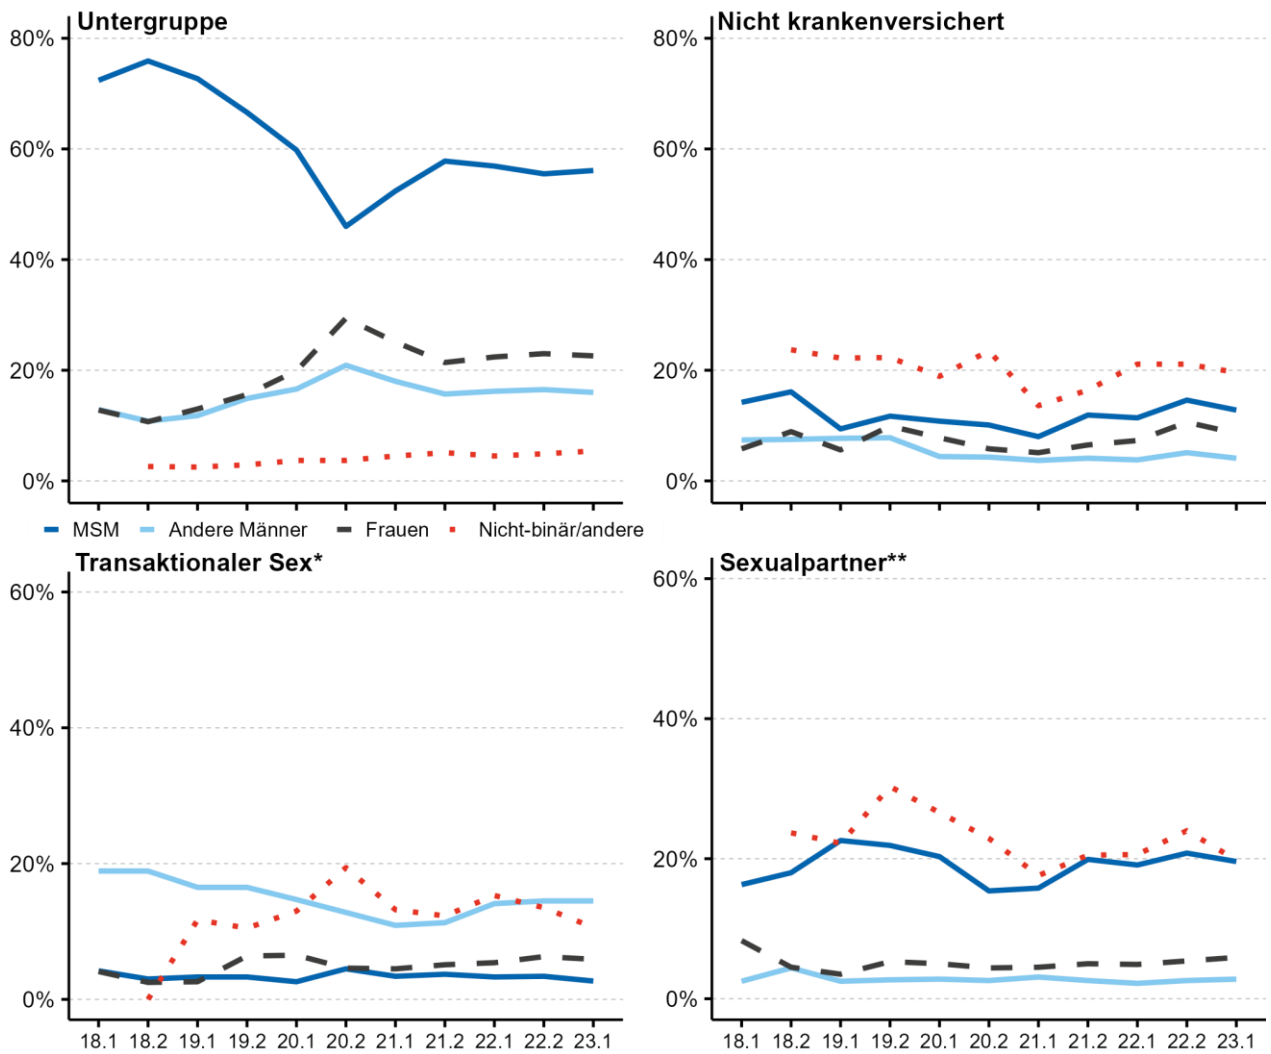 Untergruppe
80%
60%
40%
20%
0%
Nicht krankenversichert
80%
60%
40%
20%
0%
MSM Andere Männer Frauen Nicht-binär/andere
Transaktionaler Sex*
60%
40%
20%
0%
18.1 18.2 19.1 19.2 20.1 20.2 21.1 21.2 22.1 22.2 23.1
Sexualpartner**
60%
40%
20%
0%
18.1 18.2 19.1 19.2 20.1 20.2 21.1 21.2 22.1 22.2 23.1